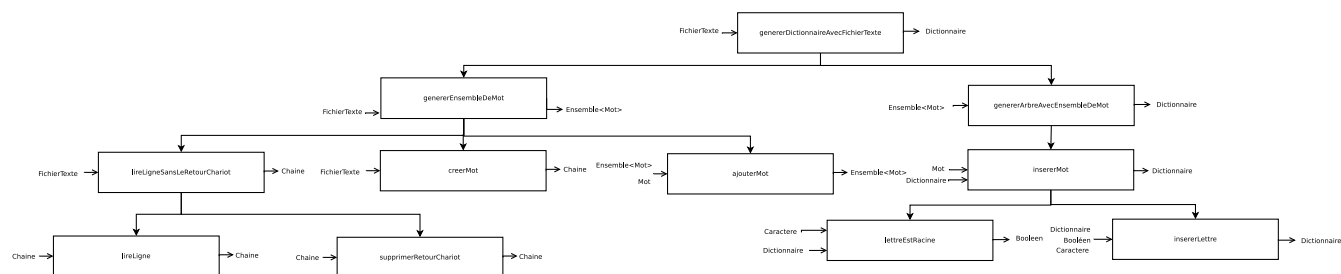 FichierTexte
genererDictionnaireAvecFichierTexte
Dictionnaire
FichierTexte
genererEnsembleDeMot
Ensemble<Mot>
Ensemble<Mot>
genererArbreAvecEnsembleDeMot
Dictionnaire
FichierTexte
lireLigneSansLeRetourChariot
Chaine
FichierTexte
creerMot
Chaine
Ensemble<Mot>
Mot
ajouterMot
Ensemble<Mot>
Mot
Dictionnaire
insererMot
Dictionnaire
Chaine
lireLigne
Chaine
Chaine
supprimerRetourChariot
Chaine
Caractere
Dictionnaire
lettreEstRacine
Booleen
Dictionnaire
Booléen
Caractere
insererLettre
Dictionnaire